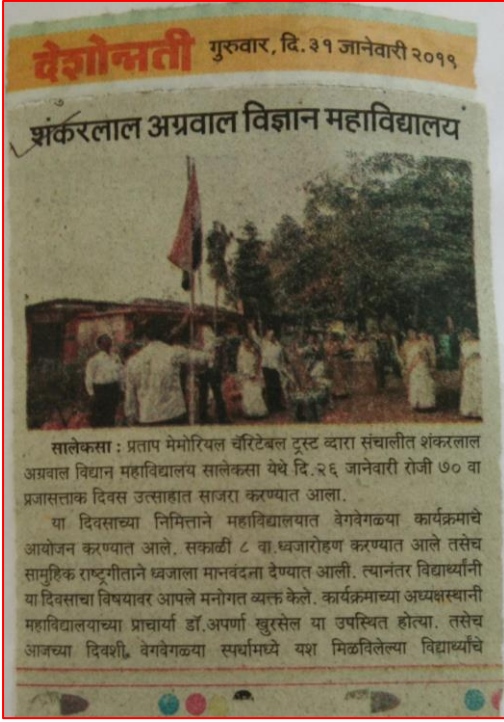 देशोन्नती गुरुवार, दि. ३१ जानेवारी २०१९
शंकरलाल अग्रवाल विज्ञान महाविद्यालय
सालेकसा : प्रताप मेमोरियल चॅरिटेबल ट्रस्ट व्दारा संचालीत शंकरलाल
अग्रवाल विद्यान महाविद्यालय सालेकसा येथे दि.२६ जानेवारी रोजी ७० वा
प्रजासत्ताक दिवस उत्साहात साजरा करण्यात आला.
या दिवसाच्या निमित्ताने महाविद्यालयात वेगवेगळ्या कार्यक्रमाचे
आयोजन करण्यात आले. सकाळी ८ वा.ध्वजारोहण करण्यात आले तसेच
सामुहिक राष्ट्रगीताने ध्वजाला मानवंदना देण्यात आली. त्यानंतर विद्यार्थ्यांनी
या दिवसाचा विषयावर आपले मनोगत व्यक्त केले. कार्यक्रमाच्या अध्यक्षस्थानी
महाविद्यालयाच्या प्राचार्या डॉ.अपर्णा खुरसेल या उपस्थित होत्या. तसेच
आजच्या दिवशी वेगवेगळ्या स्पर्धामध्ये यश मिळविलेल्या विद्यार्थ्यांचे